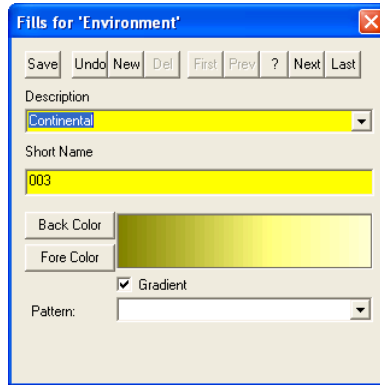 Fills for 'Environment'
Save Undo New Del First Prev ? Next Last
Description
Continental
Short Name
003
Back Color
Fore Color
Gradient
Pattern: